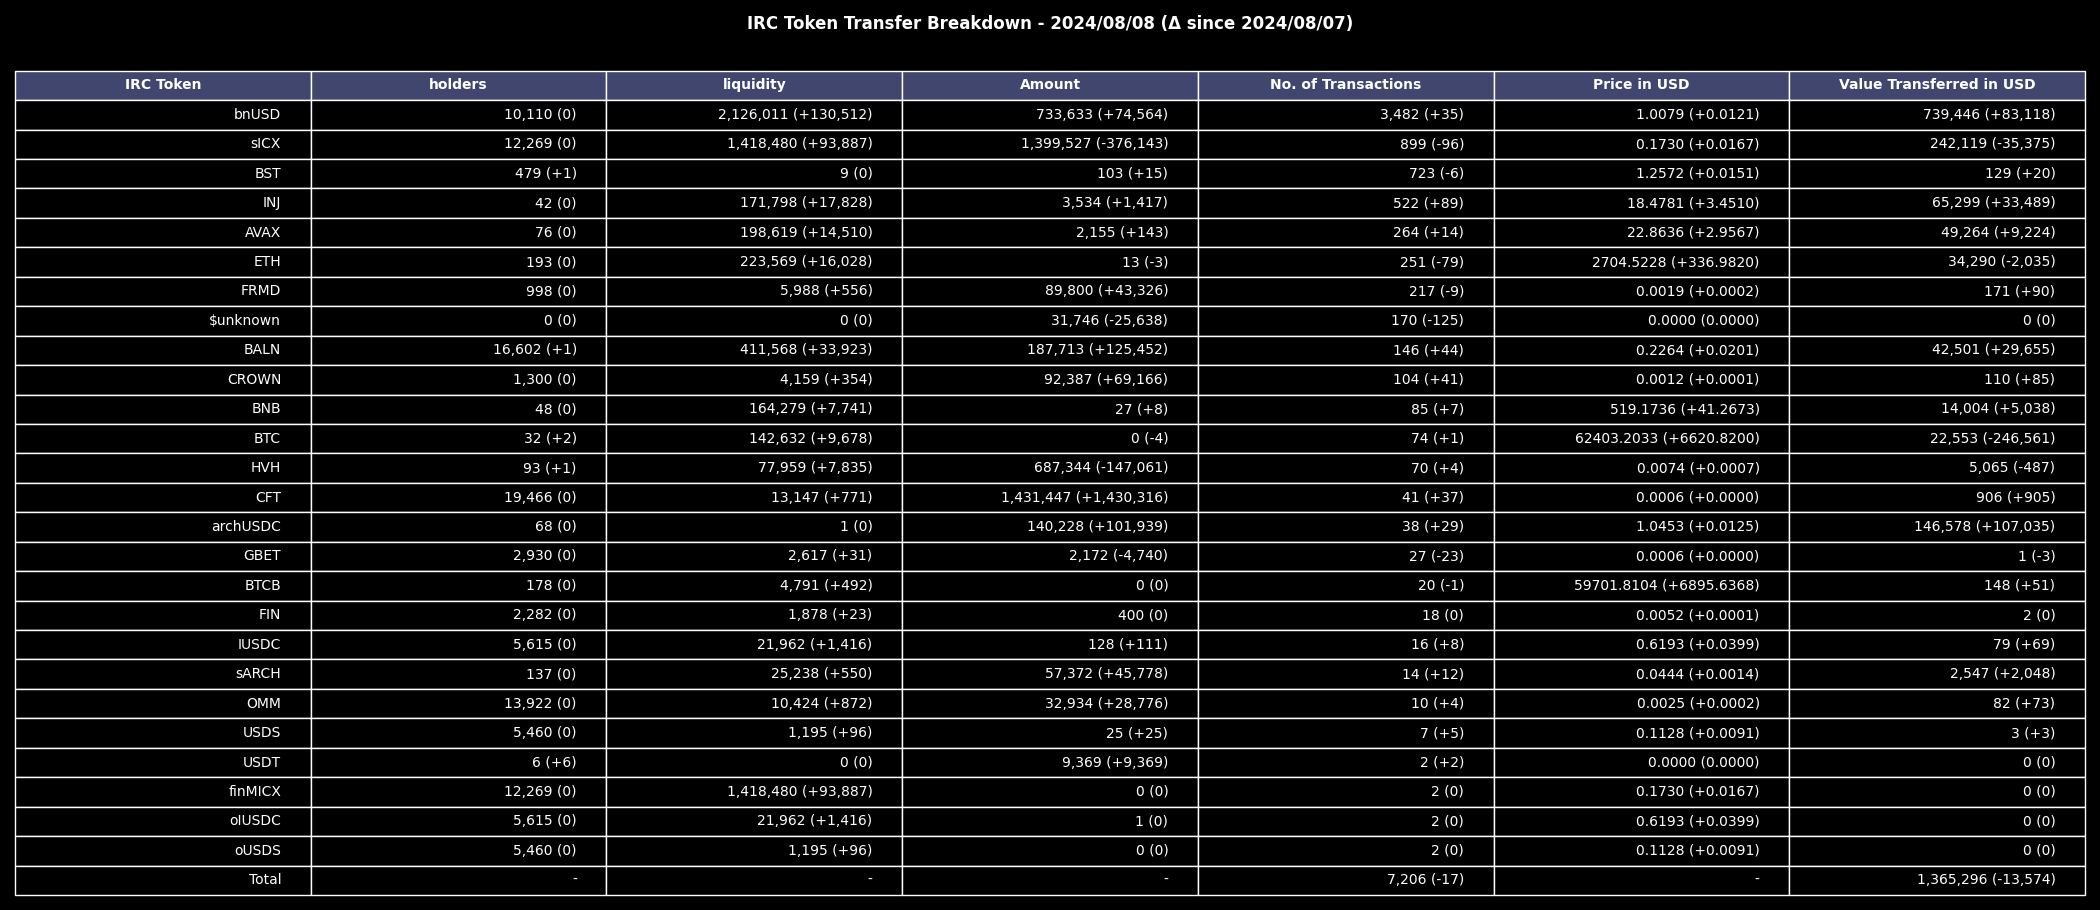 IRC Token Transfer Breakdown - 2024/08/08 (Δ since 2024/08/07)
IRC Token holders liquidity Amount No. of Transactions Price in USD Value Transferred in USD
bnUSD 10,110 (0) 2,126,011 (+130,512) 733,633 (+74,564) 3,482 (+35) 1.0079 (+0.0121) 739,446 (+83,118)
sICX 12,269 (0) 1,418,480 (+93,887) 1,399,527 (-376,143) 899 (-96) 0.1730 (+0.0167) 242,119 (-35,375)
BST 479 (+1) 9 (0) 103 (+15) 723 (-6) 1.2572 (+0.0151) 129 (+20)
INJ 42 (0) 171,798 (+17,828) 3,534 (+1,417) 522 (+89) 18.4781 (+3.4510) 65,299 (+33,489)
AVAX 76 (0) 198,619 (+14,510) 2,155 (+143) 264 (+14) 22.8636 (+2.9567) 49,264 (+9,224)
ETH 193 (0) 223,569 (+16,028) 13 (-3) 251 (-79) 2704.5228 (+336.9820) 34,290 (-2,035)
FRMD 998 (0) 5,988 (+556) 89,800 (+43,326) 217 (-9) 0.0019 (+0.0002) 171 (+90)
$unknown 0 (0) 0 (0) 31,746 (-25,638) 170 (-125) 0.0000 (0.0000) 0 (0)
BALN 16,602 (+1) 411,568 (+33,923) 187,713 (+125,452) 146 (+44) 0.2264 (+0.0201) 42,501 (+29,655)
CROWN 1,300 (0) 4,159 (+354) 92,387 (+69,166) 104 (+41) 0.0012 (+0.0001) 110 (+85)
BNB 48 (0) 164,279 (+7,741) 27 (+8) 85 (+7) 519.1736 (+41.2673) 14,004 (+5,038)
BTC 32 (+2) 142,632 (+9,678) 0 (-4) 74 (+1) 62403.2033 (+6620.8200) 22,553 (-246,561)
HVH 93 (+1) 77,959 (+7,835) 687,344 (-147,061) 70 (+4) 0.0074 (+0.0007) 5,065 (-487)
CFT 19,466 (0) 13,147 (+771) 1,431,447 (+1,430,316) 41 (+37) 0.0006 (+0.0000) 906 (+905)
archUSDC 68 (0) 1 (0) 140,228 (+101,939) 38 (+29) 1.0453 (+0.0125) 146,578 (+107,035)
GBET 2,930 (0) 2,617 (+31) 2,172 (-4,740) 27 (-23) 0.0006 (+0.0000) 1 (-3)
BTCB 178 (0) 4,791 (+492) 0 (0) 20 (-1) 59701.8104 (+6895.6368) 148 (+51)
FIN 2,282 (0) 1,878 (+23) 400 (0) 18 (0) 0.0052 (+0.0001) 2 (0)
IUSDC 5,615 (0) 21,962 (+1,416) 128 (+111) 16 (+8) 0.6193 (+0.0399) 79 (+69)
sARCH 137 (0) 25,238 (+550) 57,372 (+45,778) 14 (+12) 0.0444 (+0.0014) 2,547 (+2,048)
OMM 13,922 (0) 10,424 (+872) 32,934 (+28,776) 10 (+4) 0.0025 (+0.0002) 82 (+73)
USDS 5,460 (0) 1,195 (+96) 25 (+25) 7 (+5) 0.1128 (+0.0091) 3 (+3)
USDT 6 (+6) 0 (0) 9,369 (+9,369) 2 (+2) 0.0000 (0.0000) 0 (0)
finMICX 12,269 (0) 1,418,480 (+93,887) 0 (0) 2 (0) 0.1730 (+0.0167) 0 (0)
oIUSDC 5,615 (0) 21,962 (+1,416) 1 (0) 2 (0) 0.6193 (+0.0399) 0 (0)
oUSDS 5,460 (0) 1,195 (+96) 0 (0) 2 (0) 0.1128 (+0.0091) 0 (0)
Total - - - 7,206 (-17) - 1,365,296 (-13,574)